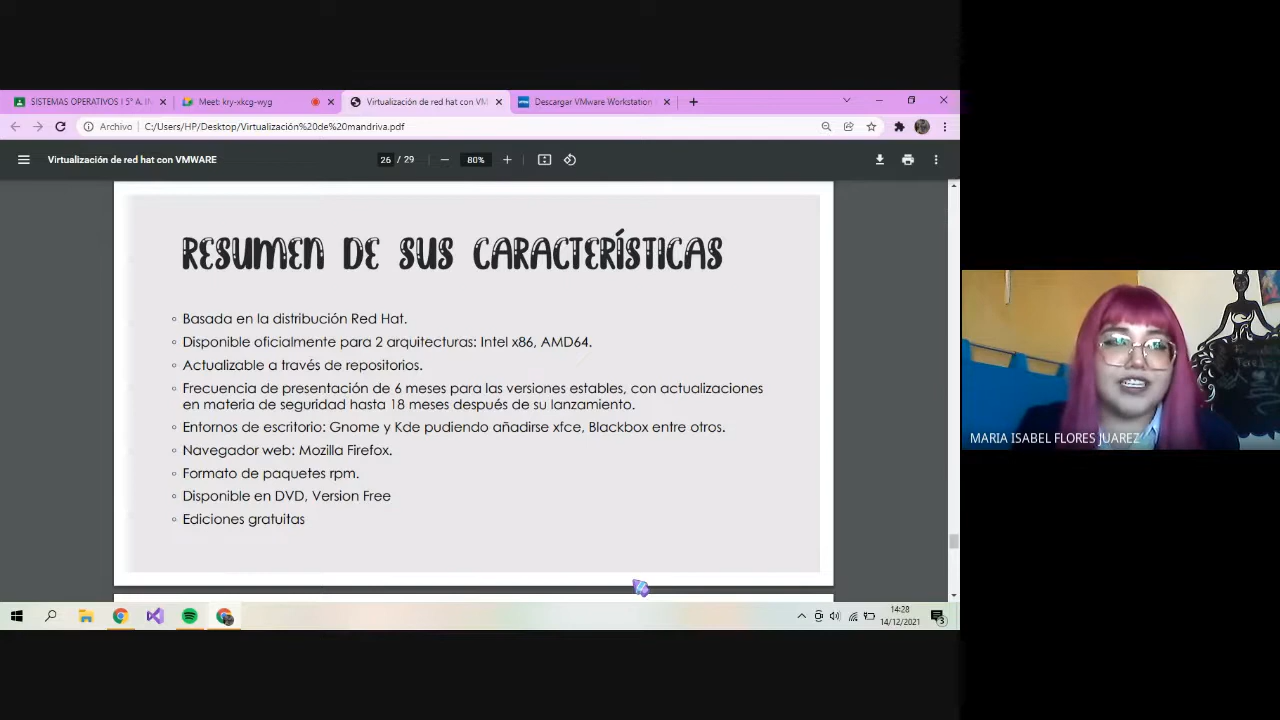 SISTEMAS OPERATIVOS I 5° A. IN
Meet: kry-xkcg-wyg
Virtualización de red hat con VM
Descargar VMware Workstation
Archivo
C:/Users/HP/Desktop/Virtualización%20de%20mandriva.pdf
Virtualización de red hat con VMWARE
26 / 29
80%
RESUMEN DE SUS CARACTERÍSTICAS
Basada en la distribución Red Hat.
Disponible oficialmente para 2 arquitecturas: Intel x86, AMD64.
Actualizable a través de repositorios.
Frecuencia de presentación de 6 meses para las versiones estables, con actualizaciones
en materia de seguridad hasta 18 meses después de su lanzamiento.
Entornos de escritorio: Gnome y Kde pudiendo añadirse xfce, Blackbox entre otros.
Navegador web: Mozilla Firefox.
Formato de paquetes rpm.
Disponible en DVD, Version Free
Ediciones gratuitas
MARIA ISABEL FLORES JUAREZ
14:28
14/12/2021
3